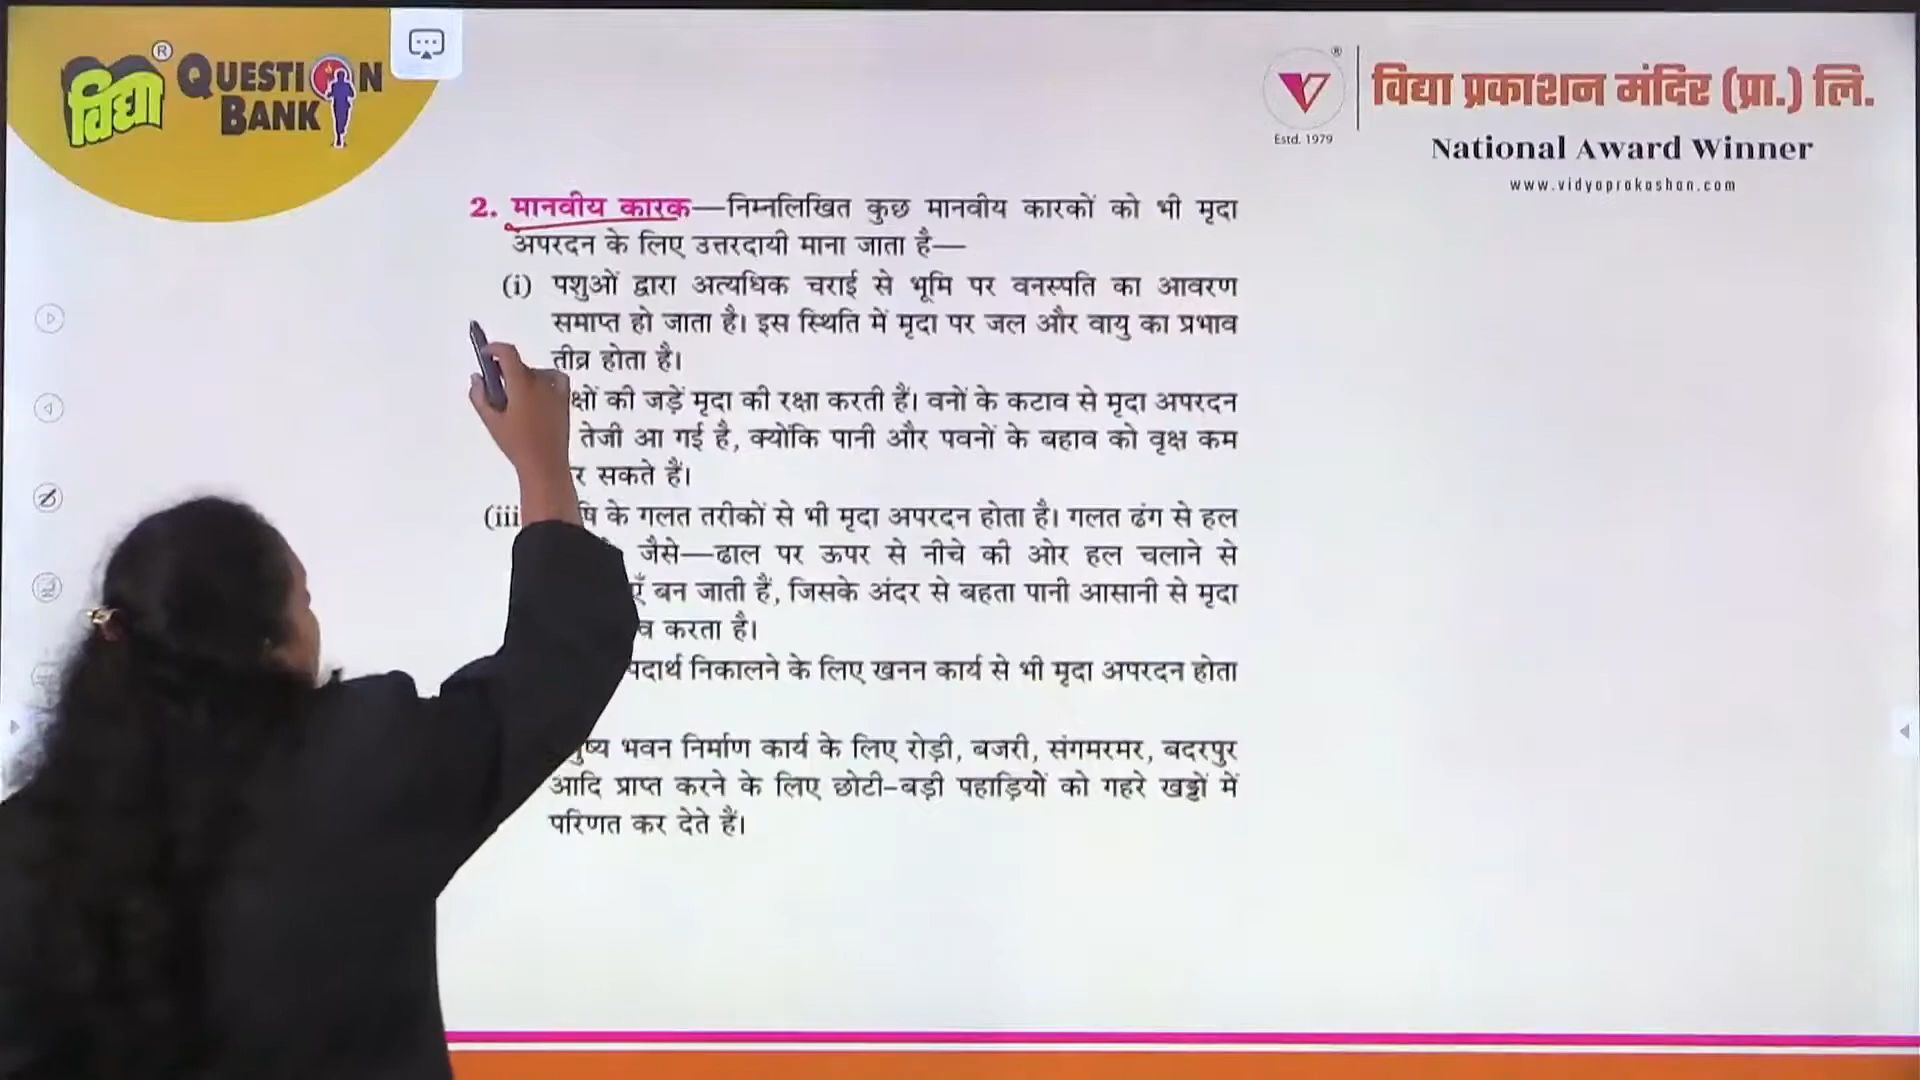 विद्या
®
QUESTION
BANK
®
Estd. 1979
विद्या प्रकाशन मंदिर (प्रा.) लि.
National Award Winner
www.vidyaprakashan.com
2. मानवीय कारक—निम्नलिखित कुछ मानवीय कारकों को भी मृदा
अपरदन के लिए उत्तरदायी माना जाता है—
(i) पशुओं द्वारा अत्यधिक चराई से भूमि पर वनस्पति का आवरण
समाप्त हो जाता है। इस स्थिति में मृदा पर जल और वायु का प्रभाव
तीव्र होता है।
की जड़ें मृदा की रक्षा करती हैं। वनों के कटाव से मृदा अपरदन
तेजी आ गई है, क्योंकि पानी और पवनों के बहाव को वृक्ष कम
सकते हैं।
(iii के गलत तरीकों से भी मृदा अपरदन होता है। गलत ढंग से हल
जैसे—ढाल पर ऊपर से नीचे की ओर हल चलाने से
बन जाती हैं, जिसके अंदर से बहता पानी आसानी से मृदा
करता है।
पदार्थ निकालने के लिए खनन कार्य से भी मृदा अपरदन होता
भवन निर्माण कार्य के लिए रोड़ी, बजरी, संगमरमर, बदरपुर
आदि प्राप्त करने के लिए छोटी-बड़ी पहाड़ियों को गहरे खड्डों में
परिणत कर देते हैं।